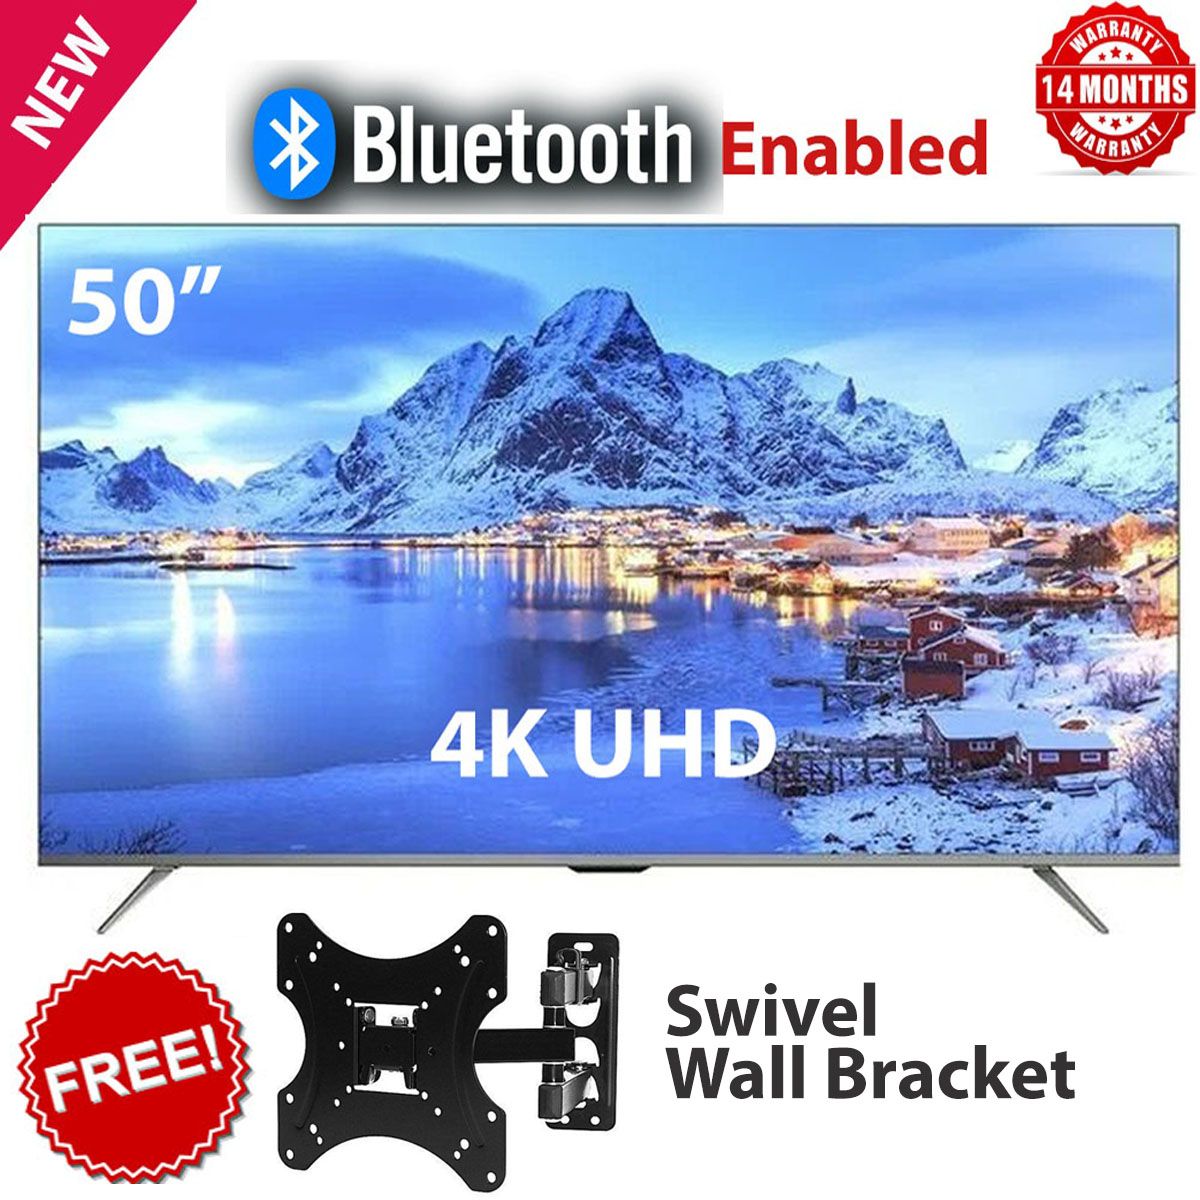 NEW
Bluetooth Enabled
WARRANTY
14 MONTHS
WARRANTY
50”
4K UHD
FREE!
Swivel
Wall Bracket